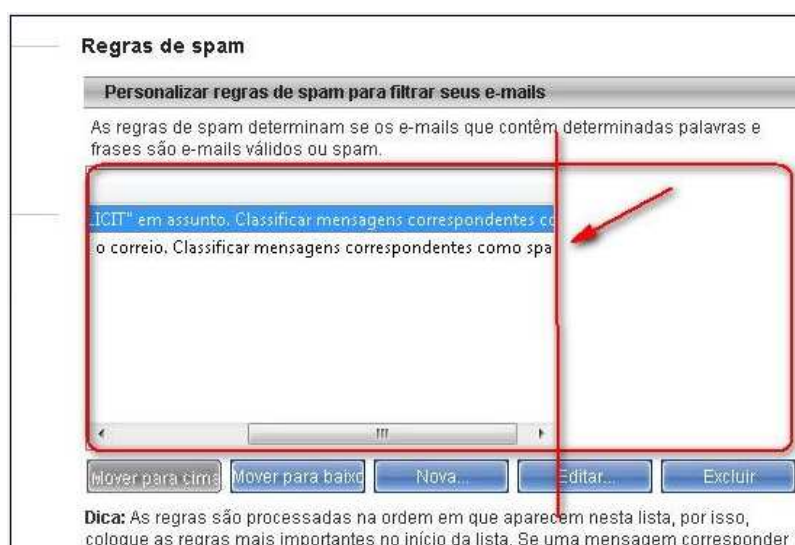 Regras de spam
Personalizar regras de spam para filtrar seus e-mails
As regras de spam determinam se os e-mails que contêm determinadas palavras e
frases são e-mails válidos ou spam.
LICIT" em assunto. Classificar mensagens correspondentes co
o correio. Classificar mensagens correspondentes como spa
Mover para cima Mover para baixo Nova... Editar... Excluir
Dica: As regras são processadas na ordem em que aparecem nesta lista, por isso,
coloque as regras mais importantes no início da lista. Se uma mensagem corresponder